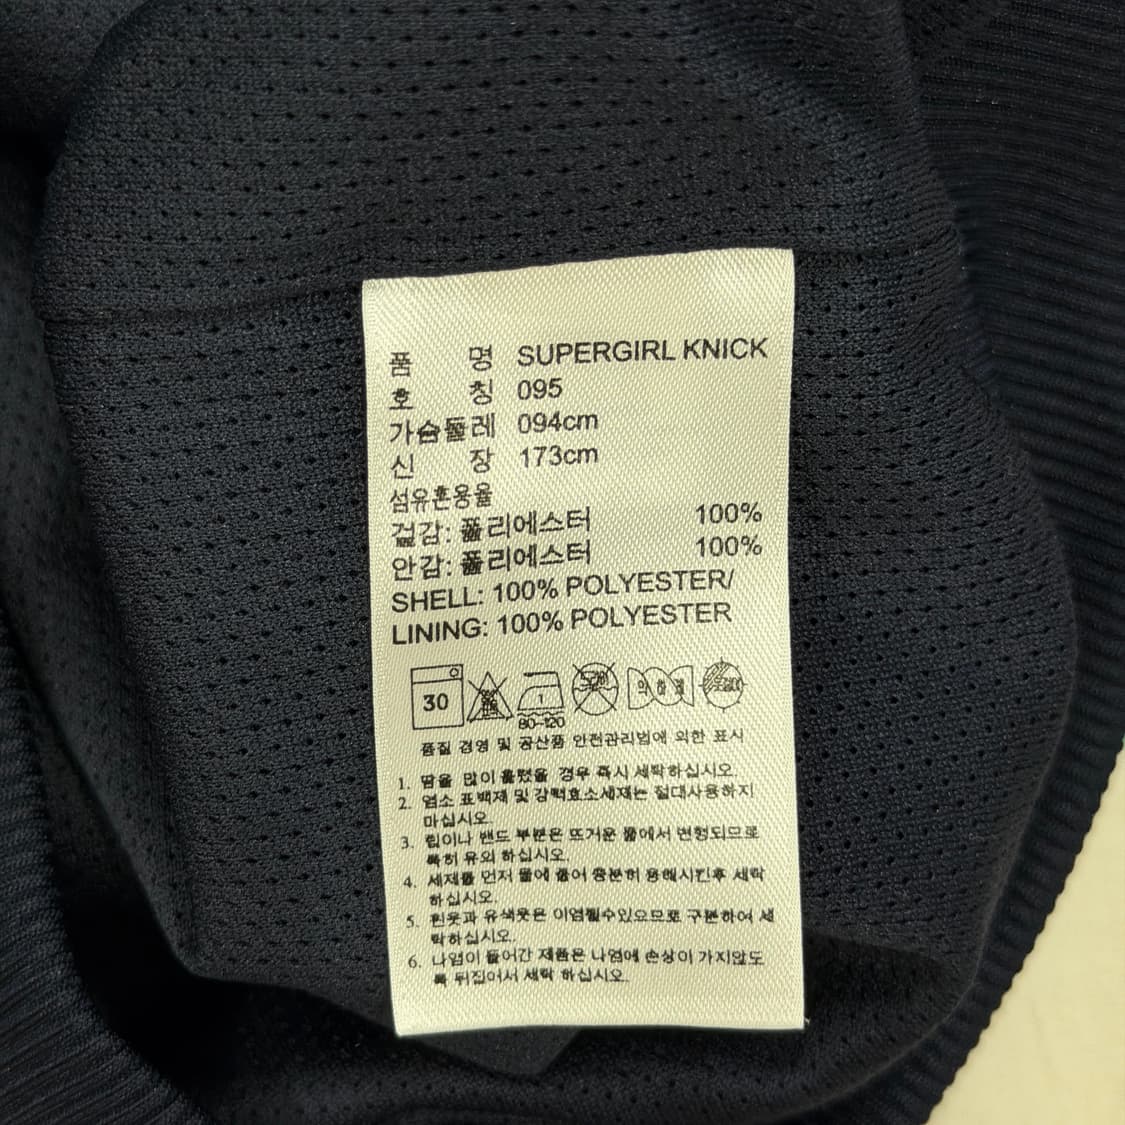 품 명 SUPERGIRL KNICK
호 칭 095
가슴둘레 094cm
신 장 173cm
섬유혼용율
겉감: 폴리에스터 100%
안감: 폴리에스터 100%
SHELL: 100% POLYESTER/
LINING: 100% POLYESTER
30
1
80-120
품질 경영 및 공산품 안전관리법에 의한 표시
1. 땀을 많이 흘렸을 경우 즉시 세탁하십시오.
2. 염소 표백제 및 강력효소세제는 절대사용하지
마십시오.
3. 립이나 밴드 부분은 뜨거운 물에서 변형되므로
특히 유의 하십시오.
4. 세제를 먼저 물에 풀어 충분히 용해시킨후 세탁
하십시오.
5. 흰옷과 유색옷은 이염될수있으므로 구분하여 세
탁하십시오.
6. 나염이 들어간 제품은 나염에 손상이 가지않도
록 뒤집어서 세탁 하십시오.